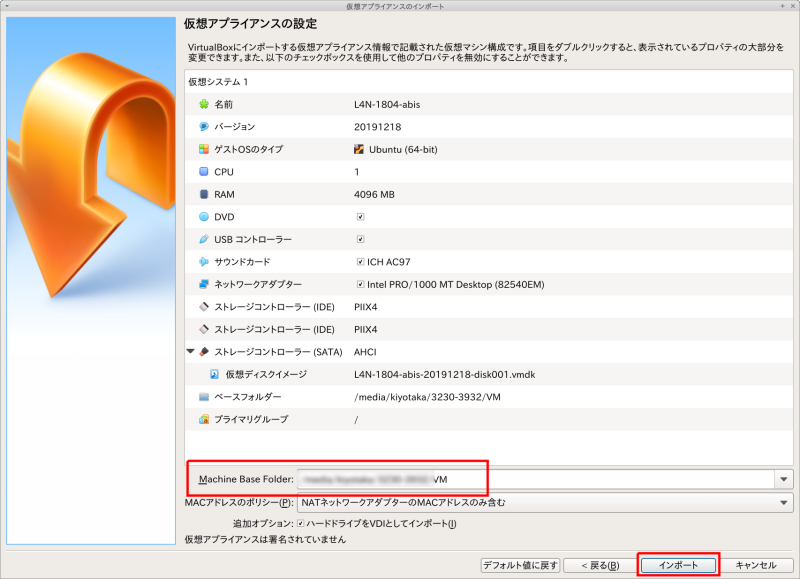 仮想アプライアンスのインポート
仮想アプライアンスの設定
VirtualBoxにインポートする仮想アプライアンス情報で記載された仮想マシン構成です。項目をダブルクリックすると、表示されているプロパティの大部分を
変更できます。また、以下のチェックボックスを使用して他のプロパティを無効にすることができます。
仮想システム 1
名前 L4N-1804-abis
バージョン 20191218
ゲストOSのタイプ Ubuntu (64-bit)
CPU 1
RAM 4096 MB
DVD
USB コントローラー
サウンドカード ICH AC97
ネットワークアダプター Intel PRO/1000 MT Desktop (82540EM)
ストレージコントローラー (IDE) PIIX4
ストレージコントローラー (IDE) PIIX4
ストレージコントローラー (SATA) AHCI
仮想ディスクイメージ L4N-1804-abis-20191218-disk001.vmdk
ベースフォルダー /media/kiyotaka/3230-3932/VM
プライマリグループ /
Machine Base Folder: VM
MACアドレスのポリシー(P): NATネットワークアダプターのMACアドレスのみ含む
追加オプション: ハードドライブをVDIとしてインポート(I)
仮想アプライアンスは署名されていません
デフォルト値に戻す < 戻る(B) インポート キャンセル